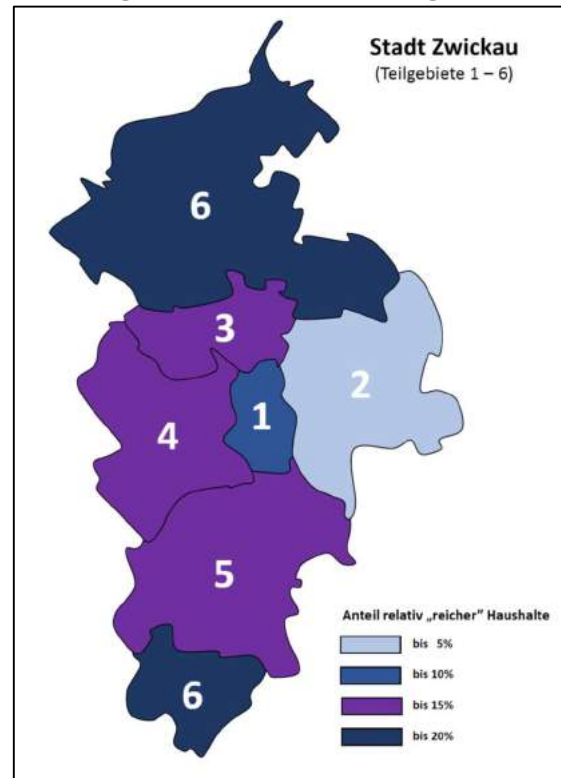 Stadt Zwickau
(Teilgebiete 1 – 6)
6
3
2
1
4
5
6
Anteil relativ „reicher” Haushalte
bis 5%
bis 10%
bis 15%
bis 20%